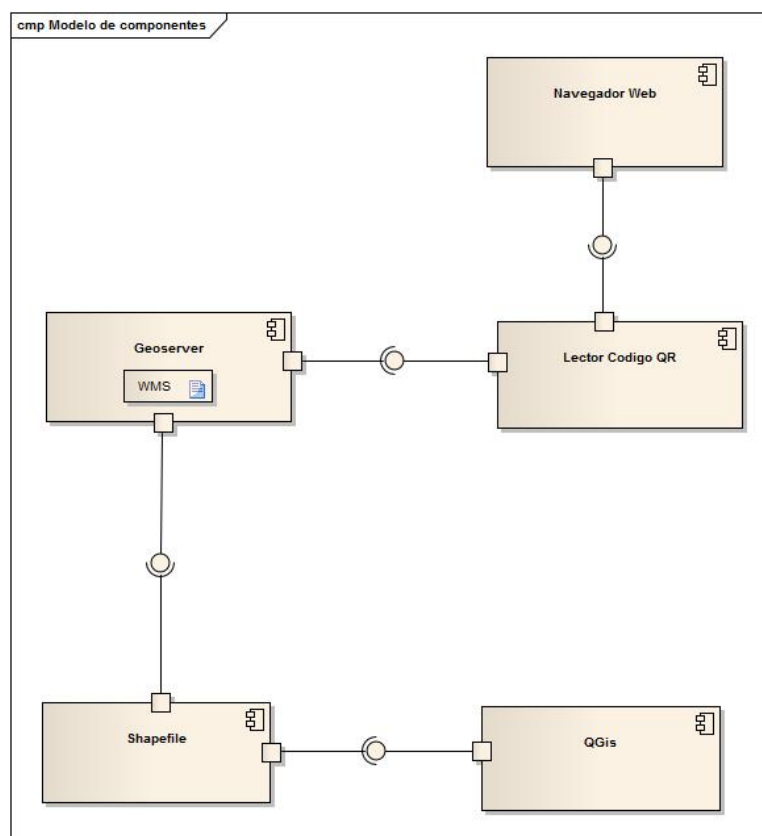 cmp Modelo de componentes
Navegador Web
Geoserver
WMS
Lector Codigo QR
Shapefile
QGis